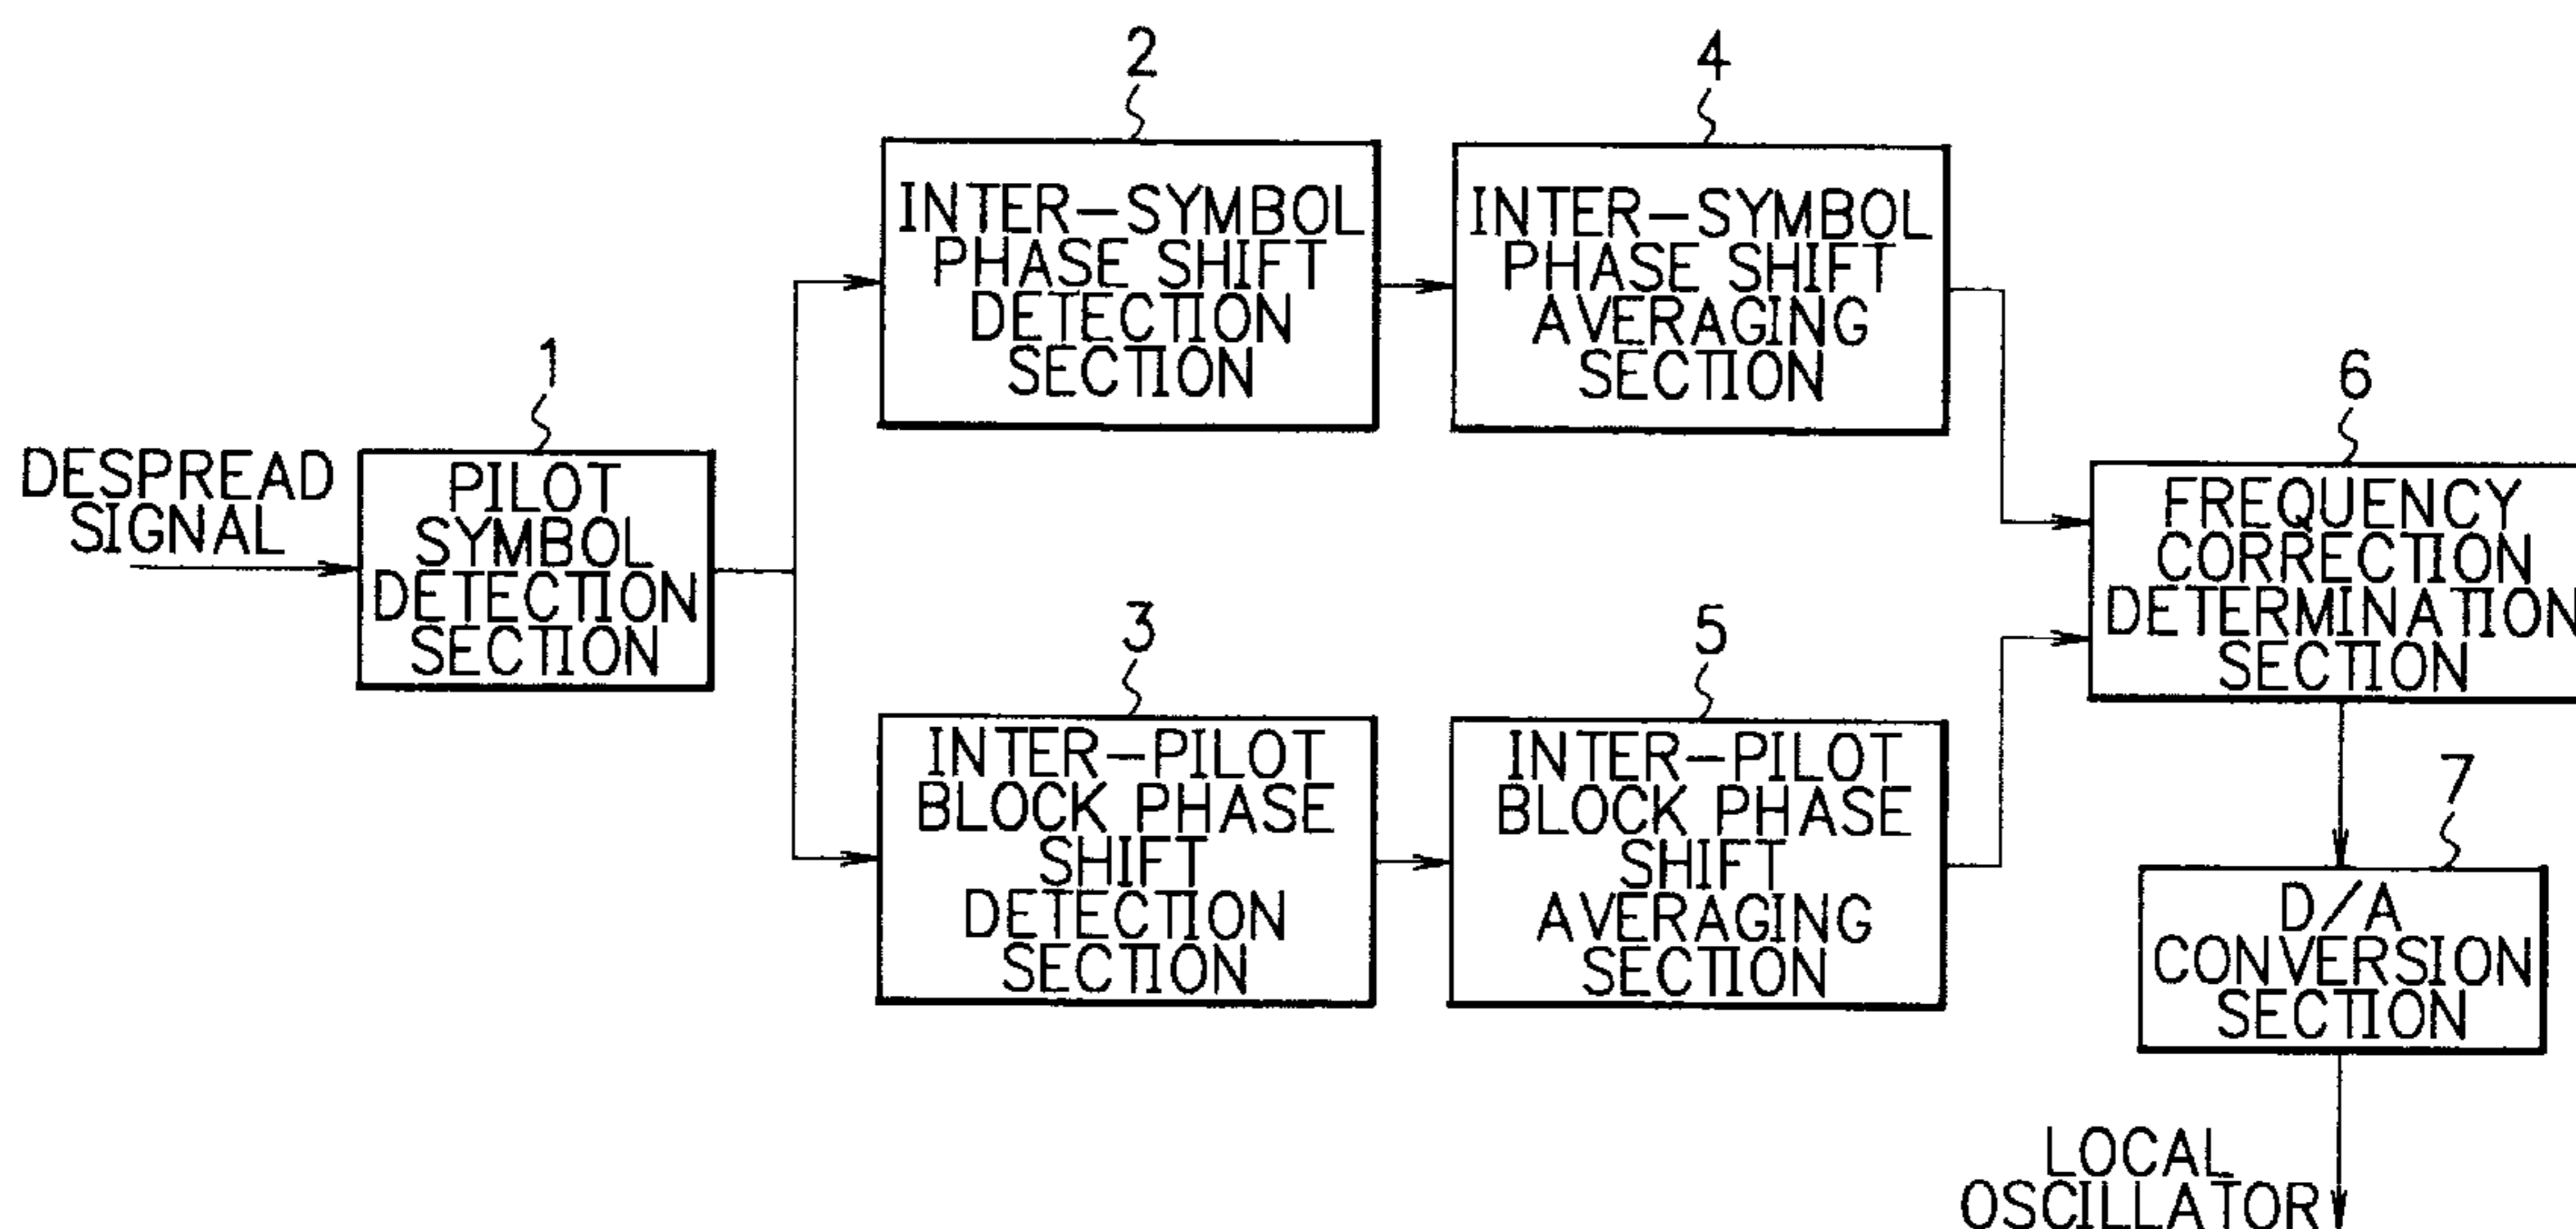 2
INTER-SYMBOL
PHASE SHIFT
DETECTION
SECTION
4
INTER-SYMBOL
PHASE SHIFT
AVERAGING
SECTION
DESPREAD
SIGNAL
1
PILOT
SYMBOL
DETECTION
SECTION
3
INTER-PILOT
BLOCK PHASE
SHIFT
DETECTION
SECTION
5
INTER-PILOT
BLOCK PHASE
SHIFT
AVERAGING
SECTION
6
FREQUENCY
CORRECTION
DETERMINATION
SECTION
7
D/A
CONVERSION
SECTION
LOCAL
OSCILLATOR